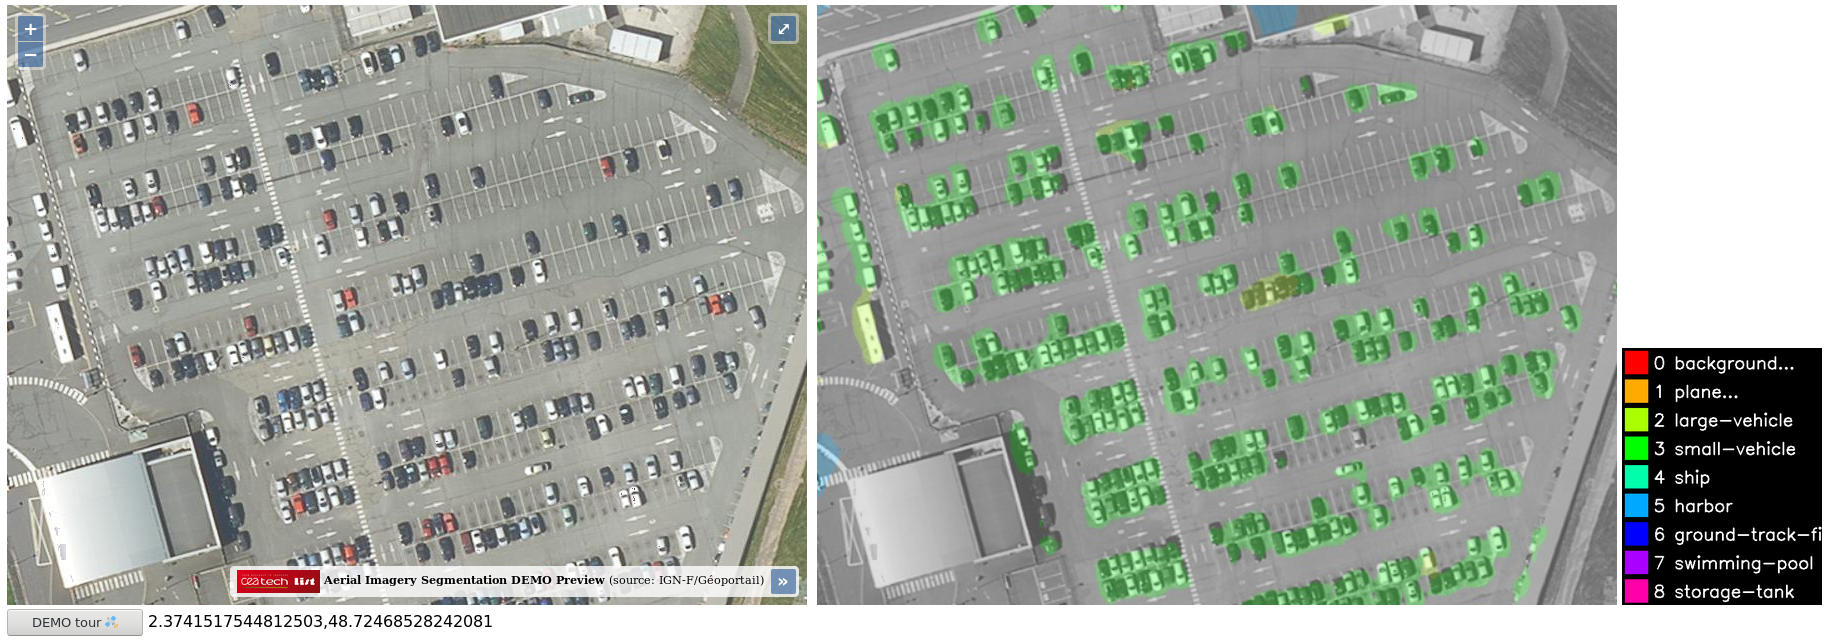 +
−
ceatech list Aerial Imagery Segmentation DEMO Preview (source: IGN-F/Géoportail) »
DEMO tour 2.3741517544812503,48.72468528242081
0 background...
1 plane...
2 large-vehicle
3 small-vehicle
4 ship
5 harbor
6 ground-track-fi
7 swimming-pool
8 storage-tank